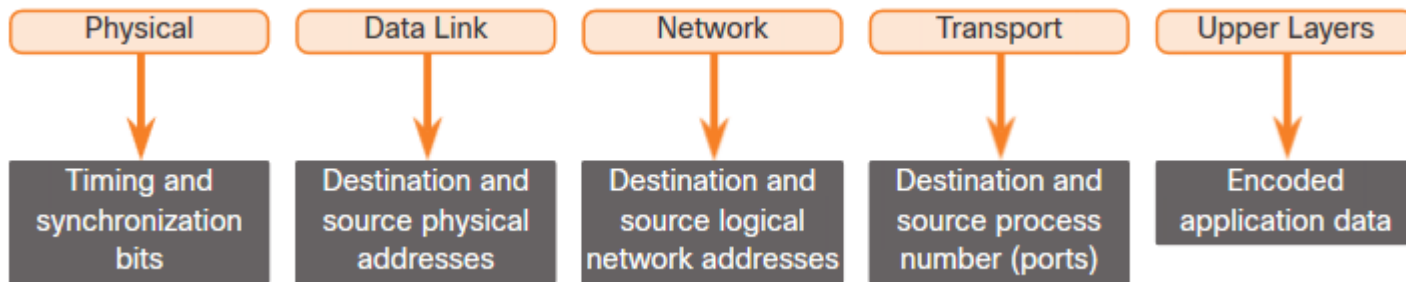 Physical
Data Link
Network
Transport
Upper Layers
Timing and
synchronization
bits
Destination and
source physical
addresses
Destination and
source logical
network addresses
Destination and
source process
number (ports)
Encoded
application data